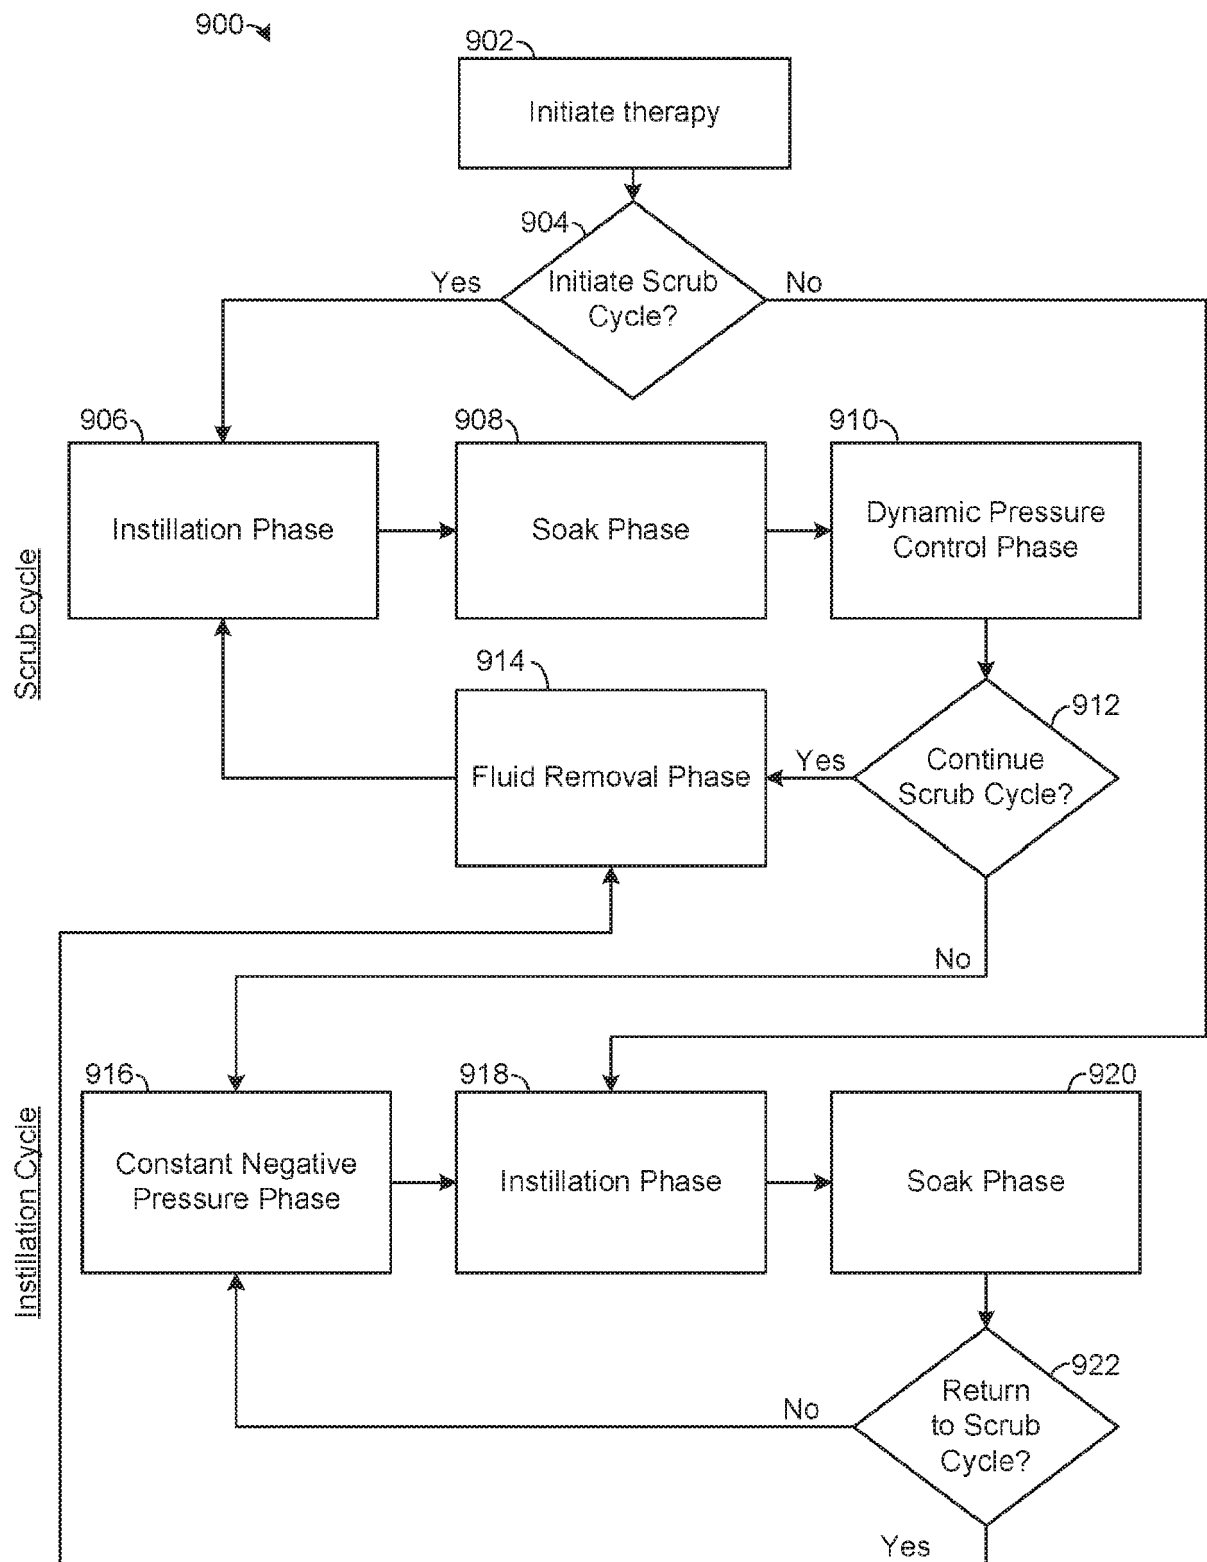 900
902
Initiate therapy
904
Yes
Initiate Scrub
Cycle?
No
906
908
910
Instillation Phase
Soak Phase
Dynamic Pressure
Control Phase
Scrub cycle
914
912
Fluid Removal Phase
Yes
Continue
Scrub Cycle?
No
916
918
920
Constant Negative
Pressure Phase
Instillation Phase
Soak Phase
Instillation Cycle
922
No
Return
to Scrub
Cycle?
Yes